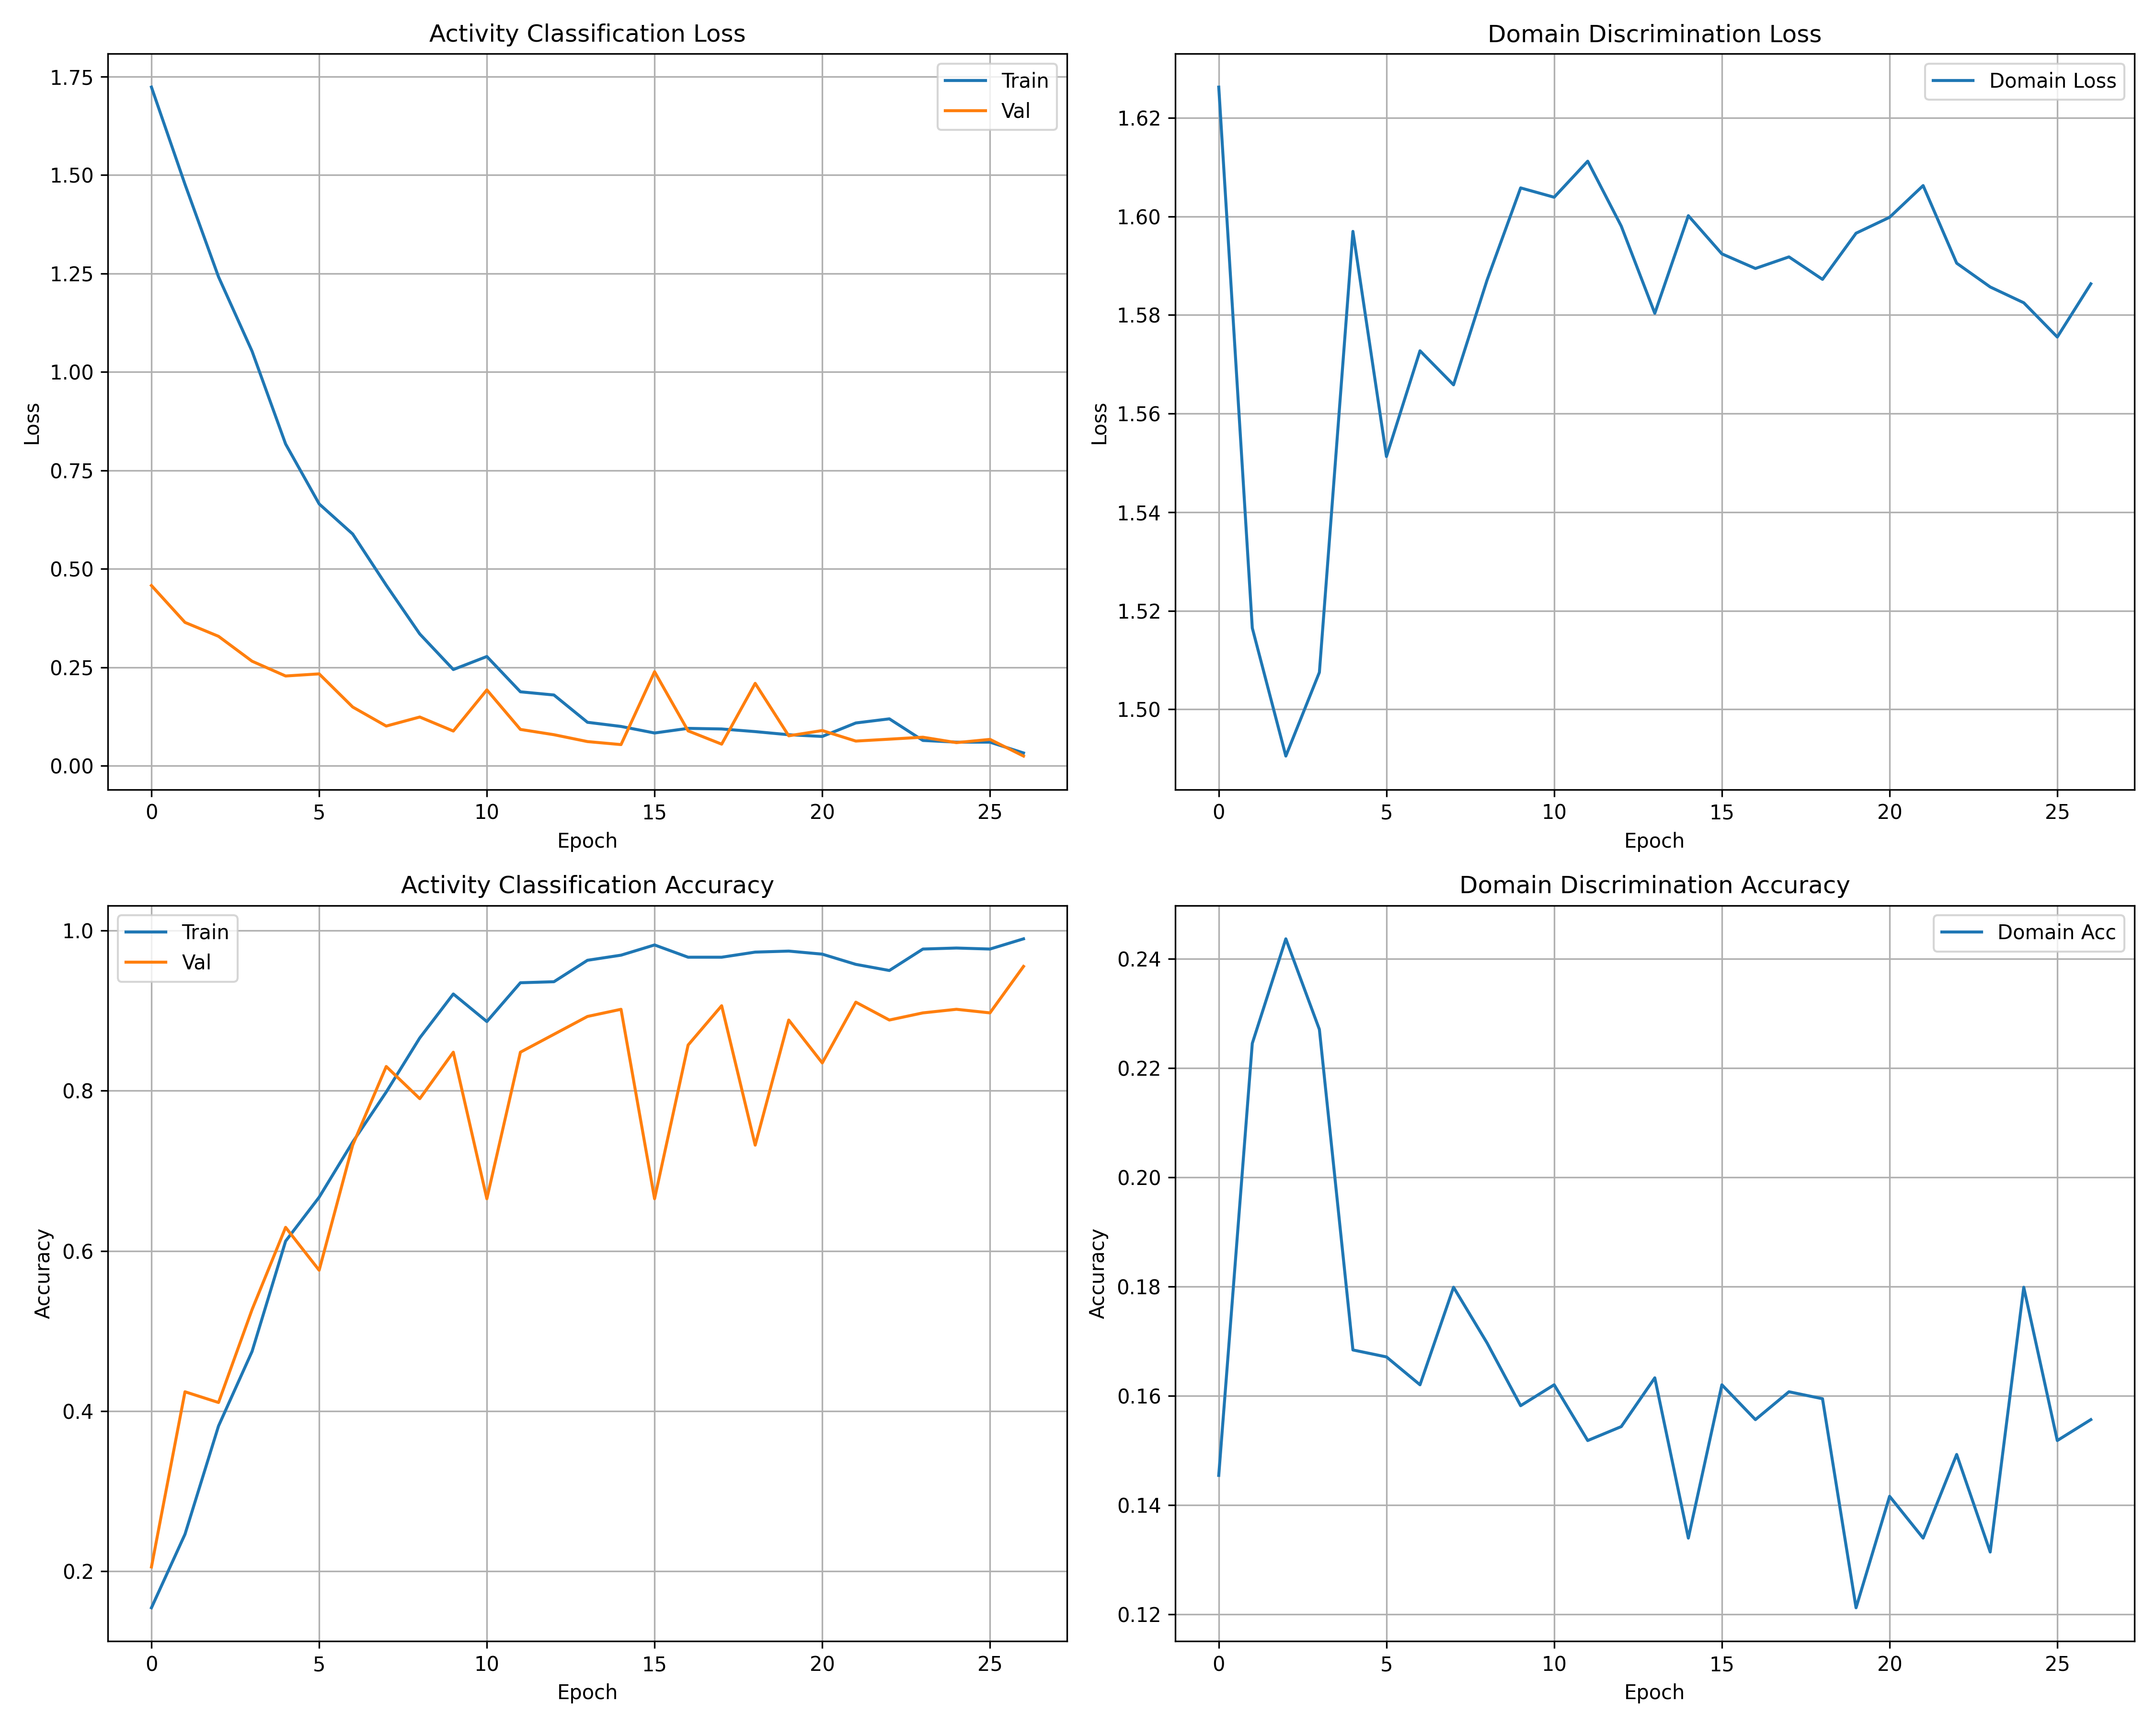 Activity Classification Loss
Train
Val
1.75
1.50
1.25
1.00
0.75
0.50
0.25
0.00
Loss
0 5 10 15 20 25
Epoch
Domain Discrimination Loss
Domain Loss
1.62
1.60
1.58
1.56
1.54
1.52
1.50
Loss
0 5 10 15 20 25
Epoch
Activity Classification Accuracy
Train
Val
1.0
0.8
0.6
0.4
0.2
Accuracy
0 5 10 15 20 25
Epoch
Domain Discrimination Accuracy
Domain Acc
0.24
0.22
0.20
0.18
0.16
0.14
0.12
Accuracy
0 5 10 15 20 25
Epoch